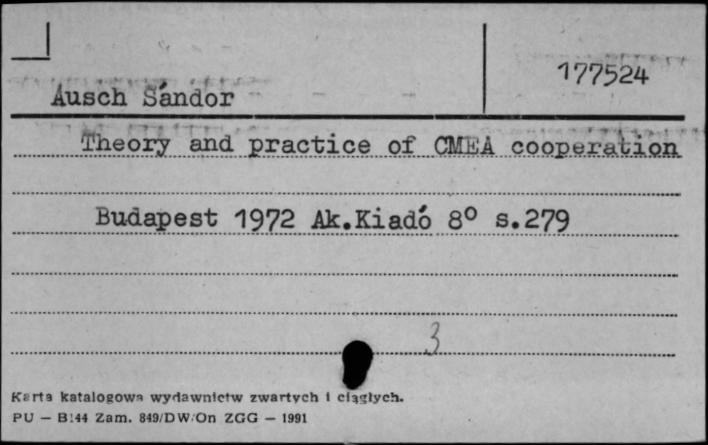 177524
Ausch Sándor
Theory and practice of CMEA cooperation
Budapest 1972 Ak.Kiadó 8° s.279
3
Karta katalogowa wydawnictw zwartych i ciągłych.
PU — B144 Zam. 849/DW/On ZGG — 1991